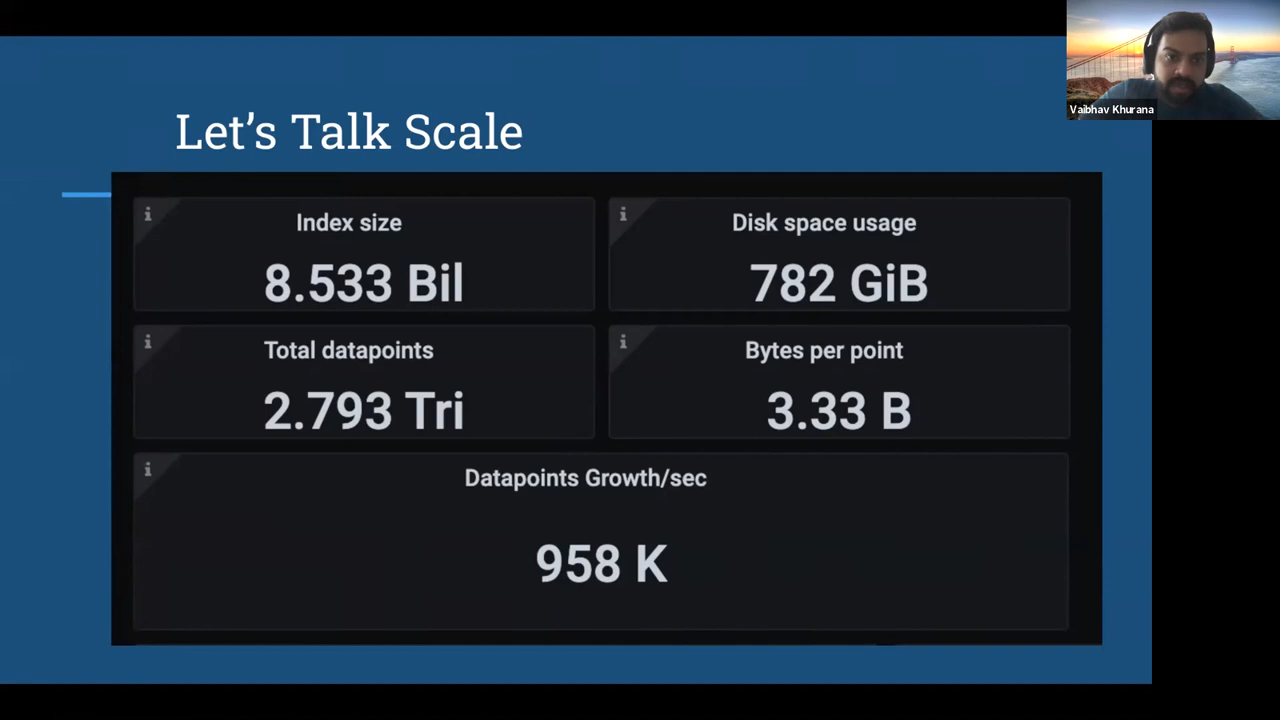 Vaibhav Khurana
Let's Talk Scale
Index size
8.533 Bil
Disk space usage
782 GiB
Total datapoints
2.793 Tri
Bytes per point
3.33 B
Datapoints Growth/sec
958 K